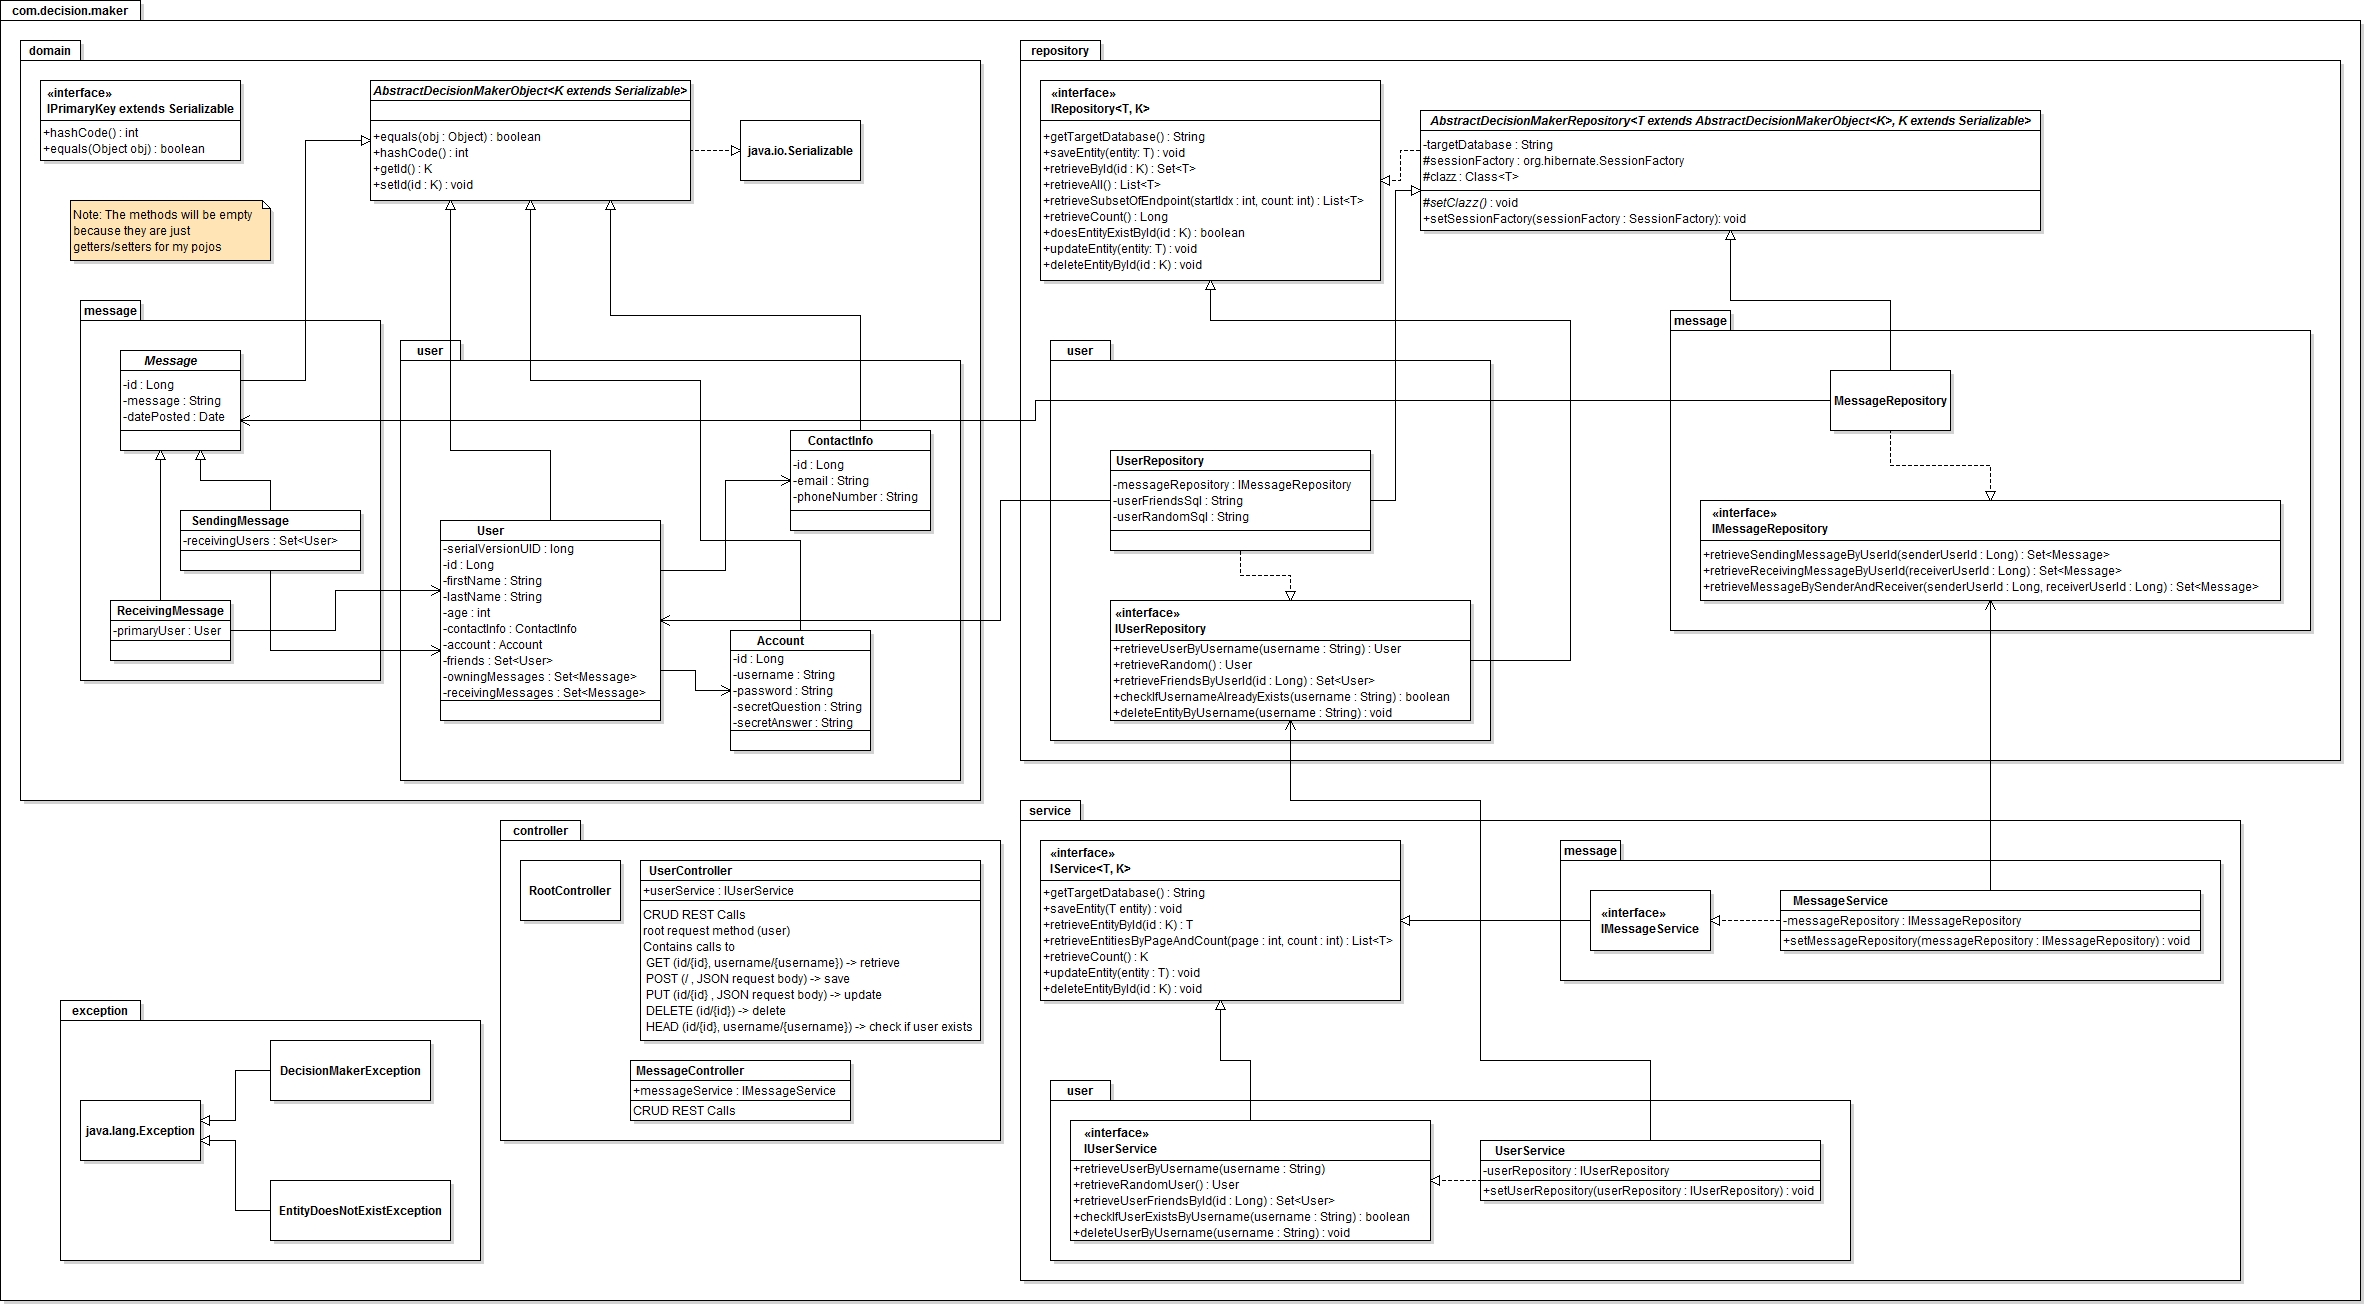 com.decision.maker
domain
«interface»
IPrimaryKey extends Serializable
+hashCode() : int
+equals(Object obj) : boolean
AbstractDecisionMakerObject<K extends Serializable>
+equals(obj : Object) : boolean
+hashCode() : int
+getId() : K
+setId(id : K) : void
java.io.Serializable
Note: The methods will be empty
because they are just
getters/setters for my pojos
message
Message
-id : Long
-message : String
-datePosted : Date
SendingMessage
-receivingUsers : Set<User>
ReceivingMessage
-primaryUser : User
user
ContactInfo
-id : Long
-email : String
-phoneNumber : String
User
-serialVersionUID : long
-id : Long
-firstName : String
-lastName : String
-age : int
-contactInfo : ContactInfo
-account : Account
-friends : Set<User>
-owningMessages : Set<Message>
-receivingMessages : Set<Message>
Account
-id : Long
-username : String
-password : String
-secretQuestion : String
-secretAnswer : String
repository
«interface»
IRepository<T, K>
+getTargetDatabase() : String
+saveEntity(entity: T) : void
+retrieveById(id : K) : Set<T>
+retrieveAll() : List<T>
+retrieveSubsetOfEndpoint(startIdx : int, count: int) : List<T>
+retrieveCount() : Long
+doesEntityExistById(id : K) : boolean
+updateEntity(entity: T) : void
+deleteEntityById(id : K) : void
AbstractDecisionMakerRepository<T extends AbstractDecisionMakerObject<K>, K extends Serializable>
-targetDatabase : String
#sessionFactory : org.hibernate.SessionFactory
#clazz : Class<T>
#setClazz() : void
+setSessionFactory(sessionFactory : SessionFactory): void
user
UserRepository
-messageRepository : IMessageRepository
-userFriendsSql : String
-userRandomSql : String
«interface»
IUserRepository
+retrieveUserByUsername(username : String) : User
+retrieveRandom() : User
+retrieveFriendsByUserId(id : Long) : Set<User>
+checkIfUsernameAlreadyExists(username : String) : boolean
+deleteEntityByUsername(username : String) : void
message
MessageRepository
«interface»
IMessageRepository
+retrieveSendingMessageByUserId(senderUserId : Long) : Set<Message>
+retrieveReceivingMessageByUserId(receiverUserId : Long) : Set<Message>
+retrieveMessageBySenderAndReceiver(senderUserId : Long, receiverUserId : Long) : Set<Message>
controller
RootController
UserController
+userService : IUserService
CRUD REST Calls
root request method (user)
Contains calls to
GET (id/{id}, username/{username}) -> retrieve
POST (/ , JSON request body) -> save
PUT (id/{id} , JSON request body) -> update
DELETE (id/{id}) -> delete
HEAD (id/{id}, username/{username}) -> check if user exists
MessageController
+messageService : IMessageService
CRUD REST Calls
exception
DecisionMakerException
java.lang.Exception
EntityDoesNotExistException
service
«interface»
IService<T, K>
+getTargetDatabase() : String
+saveEntity(T entity) : void
+retrieveEntityById(id : K) : T
+retrieveEntitiesByPageAndCount(page : int, count : int) : List<T>
+retrieveCount() : K
+updateEntity(entity : T) : void
+deleteEntityById(id : K) : void
message
«interface»
IMessageService
MessageService
-messageRepository : IMessageRepository
+setMessageRepository(messageRepository : IMessageRepository) : void
user
«interface»
IUserService
+retrieveUserByUsername(username : String)
+retrieveRandomUser() : User
+retrieveUserFriendsById(id : Long) : Set<User>
+checkIfUserExistsByUsername(username : String) : boolean
+deleteUserByUsername(username : String) : void
UserService
-userRepository : IUserRepository
+setUserRepository(userRepository : IUserRepository) : void